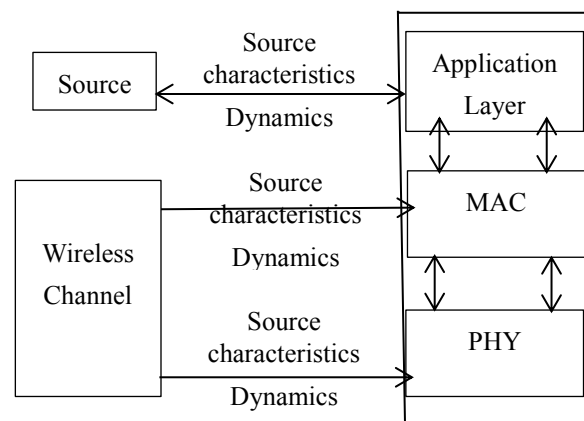 Source
Source
characteristics
Dynamics
Application
Layer
Wireless
Channel
Source
characteristics
Dynamics
MAC
Source
characteristics
Dynamics
PHY